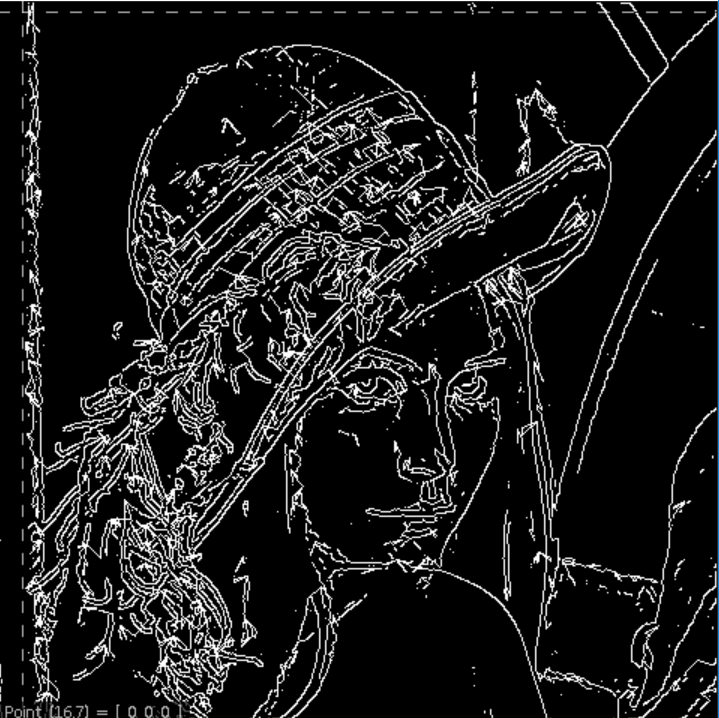 Point (16,7) = [ 0 0 0 ]